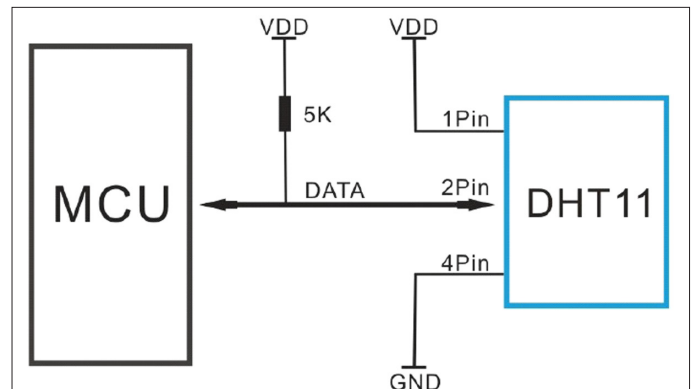 VDD VDD
5K
1Pin
MCU
DATA
2Pin
DHT11
4Pin
GND